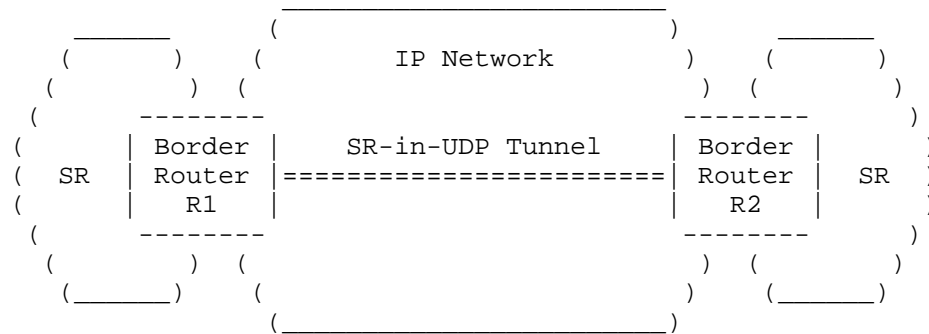 IP Network
Border SR-in-UDP Tunnel Border
SR Router Router SR
R1 R2